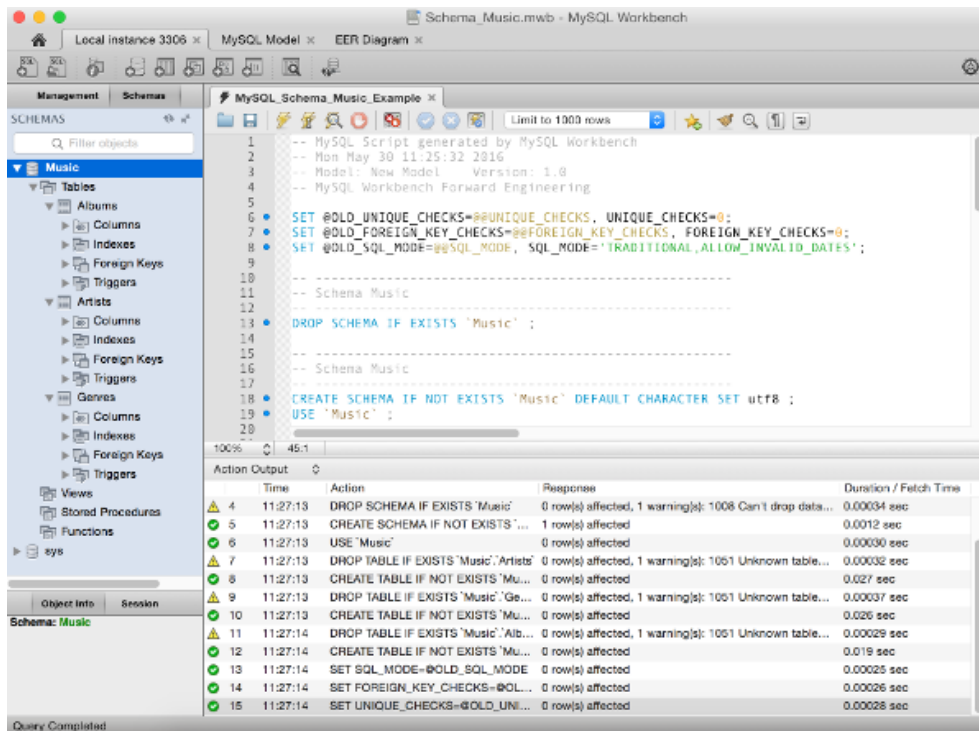 Schema_Music.mwb - MySQL Workbench
Local instance 3306 × MySQL Model × EER Diagram ×
Management Schemas
SCHEMAS
Filter objects
Music
Tables
Albums
Columns
Indexes
Foreign Keys
Triggers
Artists
Columns
Indexes
Foreign Keys
Triggers
Genres
Columns
Indexes
Foreign Keys
Triggers
Views
Stored Procedures
Functions
sys
Object Info Session
Schema: Music
MySQL_Schema_Music_Example ×
Limit to 1000 rows
1 -- MySQL Script generated by MySQL Workbench
2 -- Mon May 30 11:25:32 2016
3 -- Model: New Model Version: 1.0
4 -- MySQL Workbench Forward Engineering
5
6 SET @OLD_UNIQUE_CHECKS=@@UNIQUE_CHECKS, UNIQUE_CHECKS=0;
7 SET @OLD_FOREIGN_KEY_CHECKS=@@FOREIGN_KEY_CHECKS, FOREIGN_KEY_CHECKS=0;
8 SET @OLD_SQL_MODE=@@SQL_MODE, SQL_MODE='TRADITIONAL,ALLOW_INVALID_DATES';
9
10 -- -----------------------------------------------------
11 -- Schema Music
12 -- -----------------------------------------------------
13 DROP SCHEMA IF EXISTS `Music` ;
14
15 -- -----------------------------------------------------
16 -- Schema Music
17 -- -----------------------------------------------------
18 CREATE SCHEMA IF NOT EXISTS `Music` DEFAULT CHARACTER SET utf8 ;
19 USE `Music` ;
20
100% 45:1
Action Output
Time Action Response Duration / Fetch Time
4 11:27:13 DROP SCHEMA IF EXISTS `Music` 0 row(s) affected, 1 warning(s): 1008 Can't drop data... 0.00034 sec
5 11:27:13 CREATE SCHEMA IF NOT EXISTS `... 1 row(s) affected 0.0012 sec
6 11:27:13 USE `Music` 0 row(s) affected 0.00030 sec
7 11:27:13 DROP TABLE IF EXISTS `Music`.`Artists` 0 row(s) affected, 1 warning(s): 1051 Unknown table... 0.00032 sec
8 11:27:13 CREATE TABLE IF NOT EXISTS `Mu... 0 row(s) affected 0.027 sec
9 11:27:13 DROP TABLE IF EXISTS `Music`.`Ge... 0 row(s) affected, 1 warning(s): 1051 Unknown table... 0.00037 sec
10 11:27:13 CREATE TABLE IF NOT EXISTS `Mu... 0 row(s) affected 0.026 sec
11 11:27:14 DROP TABLE IF EXISTS `Music`.`Alb... 0 row(s) affected, 1 warning(s): 1051 Unknown table... 0.00029 sec
12 11:27:14 CREATE TABLE IF NOT EXISTS `Mu... 0 row(s) affected 0.019 sec
13 11:27:14 SET SQL_MODE=@OLD_SQL_MODE 0 row(s) affected 0.00025 sec
14 11:27:14 SET FOREIGN_KEY_CHECKS=@OL... 0 row(s) affected 0.00026 sec
15 11:27:14 SET UNIQUE_CHECKS=@OLD_UNI... 0 row(s) affected 0.00028 sec
Query Completed